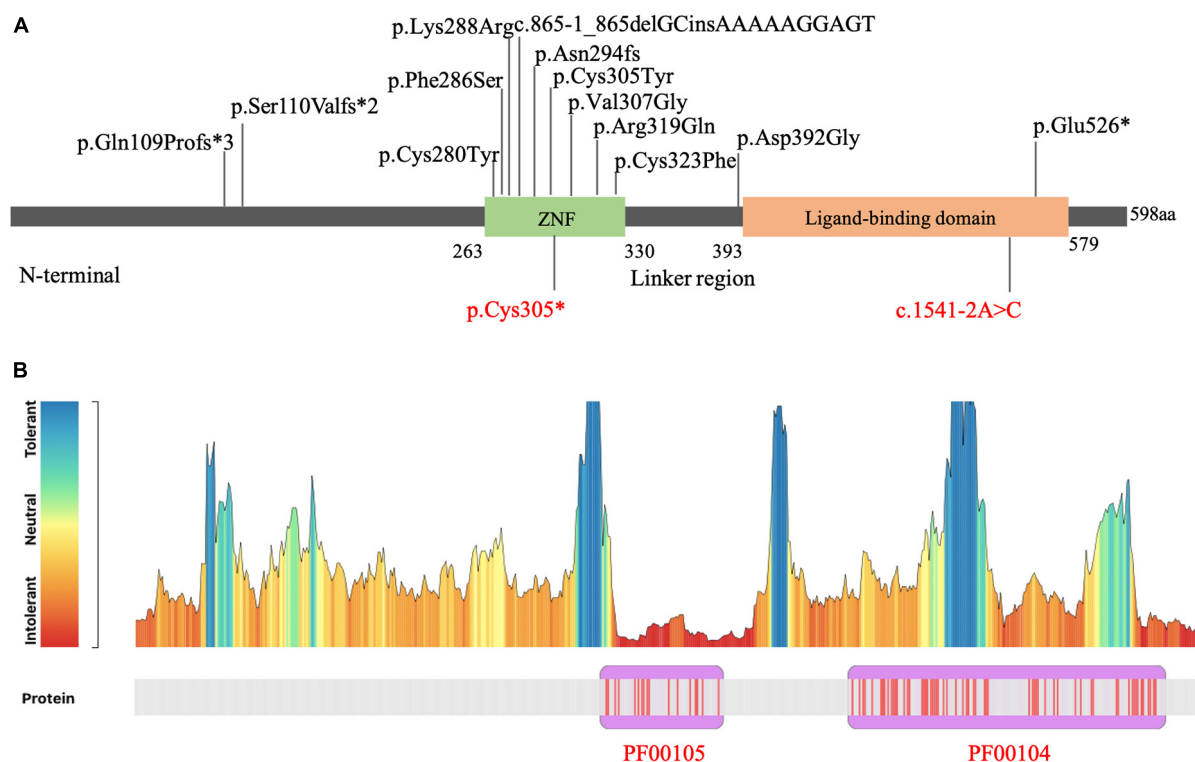 A
p.Lys288Argc.865-1_865delGCinsAAAAAGGAGT
p.Asn294fs
p.Phe286Ser
p.Cys305Tyr
p.Ser110Valfs*2
p.Val307Gly
p.Gln109Profs*3
p.Arg319Gln
p.Glu526*
p.Asp392Gly
p.Cys280Tyr
p.Cys323Phe
ZNF
Ligand-binding domain
598aa
263
330
393
579
N-terminal
Linker region
p.Cys305*
c.1541-2A>C
B
Tolerant
Neutral
Intolerant
Protein
PF00105
PF00104